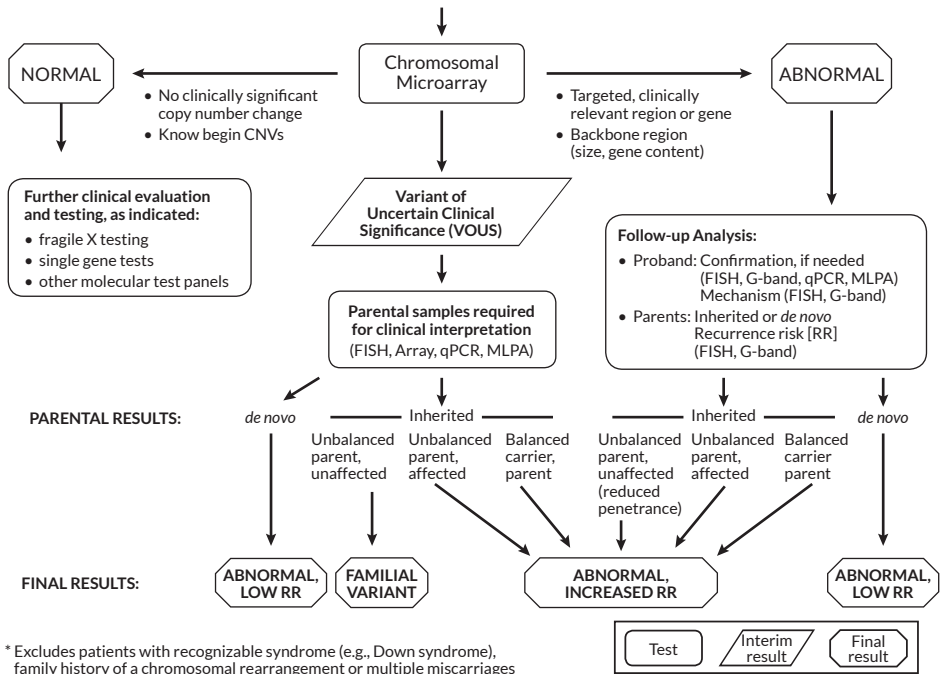 NORMAL
Chromosomal
Microarray
ABNORMAL
• No clinically significant
copy number change
• Know begin CNVs
• Targeted, clinically
relevant region or gene
• Backbone region
(size, gene content)
Further clinical evaluation
and testing, as indicated:
• fragile X testing
• single gene tests
• other molecular test panels
Variant of
Uncertain Clinical
Significance (VOUS)
Follow-up Analysis:
• Proband: Confirmation, if needed
(FISH, G-band, qPCR, MLPA)
Mechanism (FISH, G-band)
• Parents: Inherited or de novo
Recurrence risk [RR]
(FISH, G-band)
Parental samples required
for clinical interpretation
(FISH, Array, qPCR, MLPA)
PARENTAL RESULTS:
de novo
Inherited
Inherited
de novo
Unbalanced
parent,
unaffected
Unbalanced
parent,
affected
Balanced
carrier,
parent
Unbalanced
parent,
unaffected
(reduced
penetrance)
Unbalanced
parent,
affected
Balanced
carrier
parent
FINAL RESULTS:
ABNORMAL,
LOW RR
FAMILIAL
VARIANT
ABNORMAL,
INCREASED RR
ABNORMAL,
LOW RR
* Excludes patients with recognizable syndrome (e.g., Down syndrome),
family history of a chromosomal rearrangement or multiple miscarriages
Test
Interim
result
Final
result